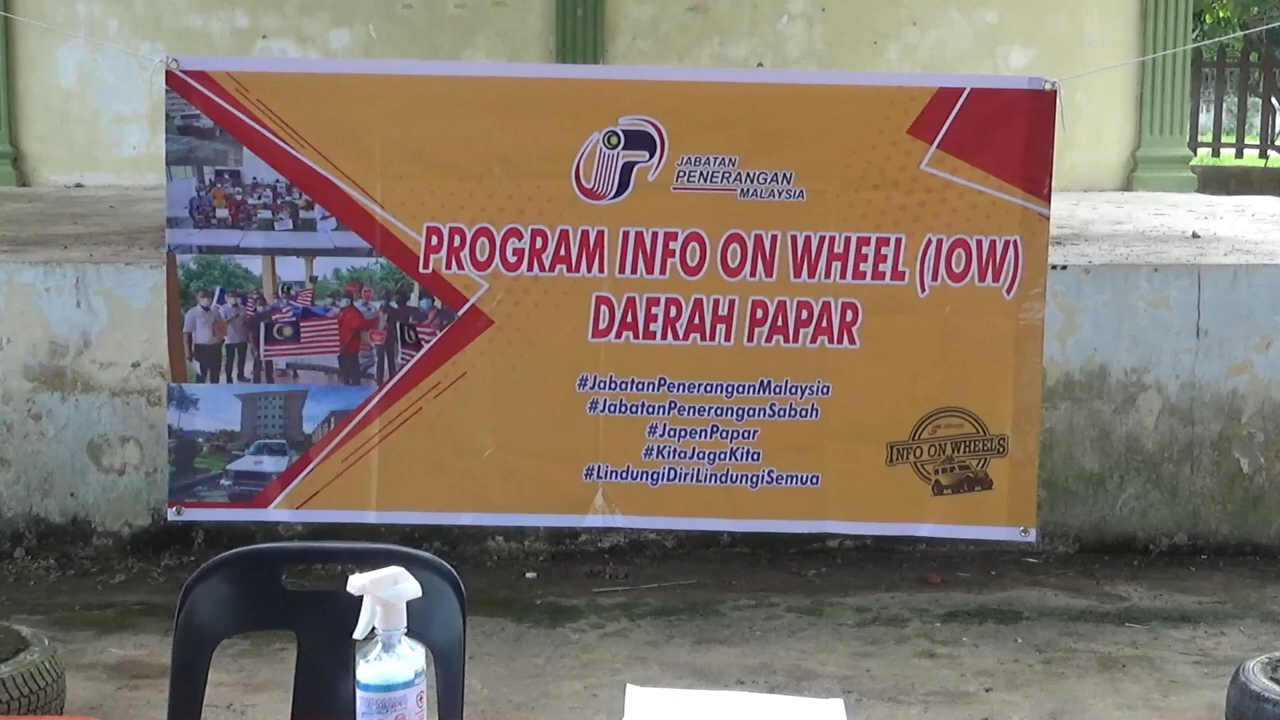 JABATAN
PENERANGAN
MALAYSIA
PROGRAM INFO ON WHEEL (IOW)
DAERAH PAPAR
#JabatanPeneranganMalaysia
#JabatanPeneranganSabah
#JapenPapar
#KitaJagaKita
#LindungiDiriLindungiSemua
INFO ON WHEELS